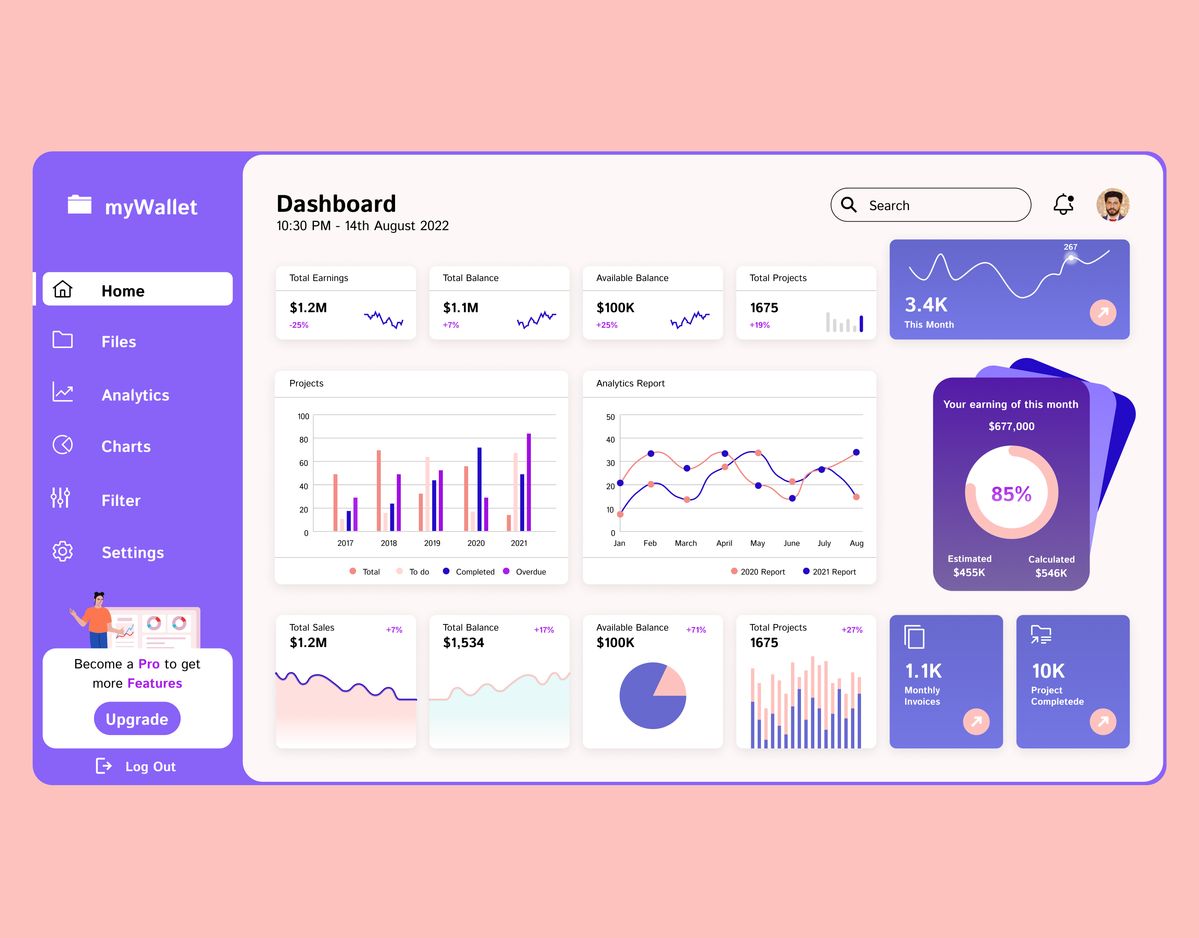 myWallet
Home
Files
Analytics
Charts
Filter
Settings
Become a Pro to get
more Features
Upgrade
Log Out
Dashboard
10:30 PM - 14th August 2022
Search
Total Earnings
$1.2M
-25%
Total Balance
$1.1M
+7%
Available Balance
$100K
+25%
Total Projects
1675
+19%
267
3.4K
This Month
Projects
100
80
60
40
20
0
2017 2018 2019 2020 2021
Total To do Completed Overdue
Analytics Report
50
40
30
20
10
0
Jan Feb March April May June July Aug
2020 Report 2021 Report
Your earning of this month
$677,000
85%
Estimated Calculated
$455K $546K
Total Sales +7%
$1.2M
Total Balance +17%
$1,534
Available Balance +71%
$100K
Total Projects +27%
1675
1.1K
Monthly
Invoices
10K
Project
Completede